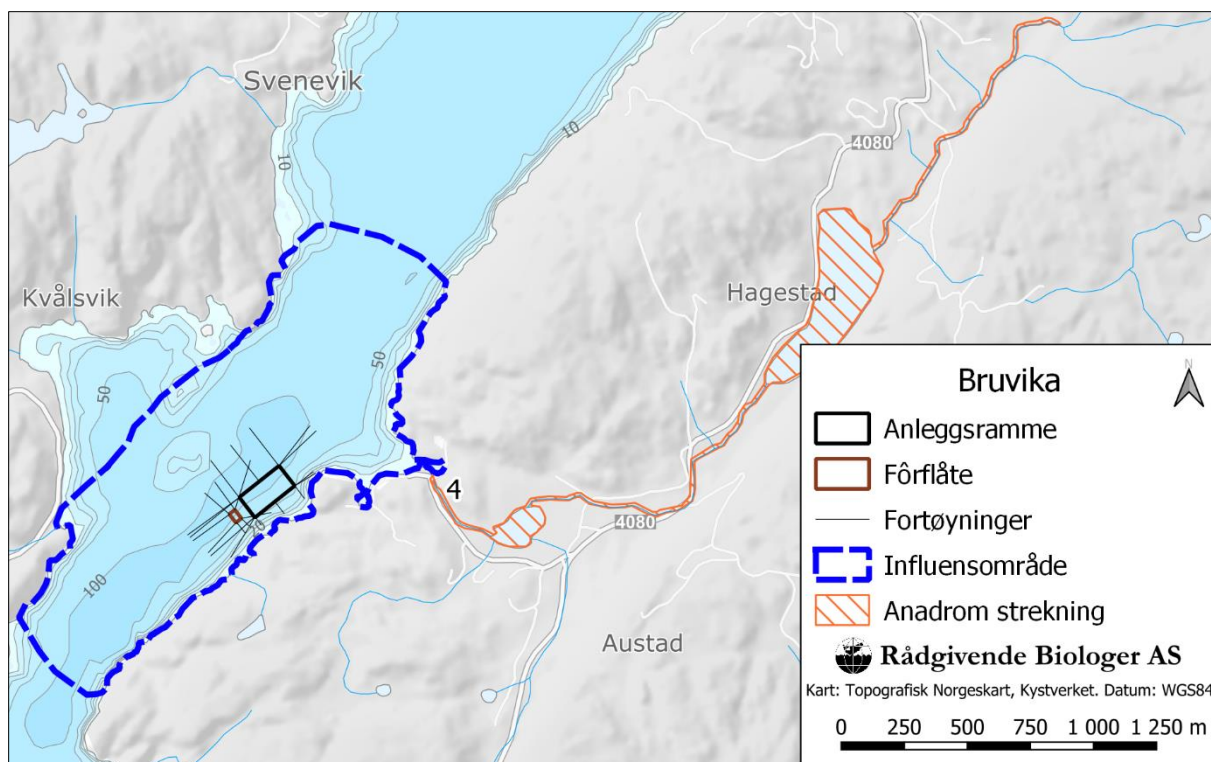 Svenevik
10
10
4080
Kvålsvik
50
Hagestad
50
4
20
4080
100
Austad
Bruvika
N
Anleggsramme
Fôrflåte
Fortøyninger
Influensområde
Anadrom strekning
Rådgivende Biologer AS
Kart: Topografisk Norgeskart, Kystverket. Datum: WGS84
0 250 500 750 1 000 1 250 m